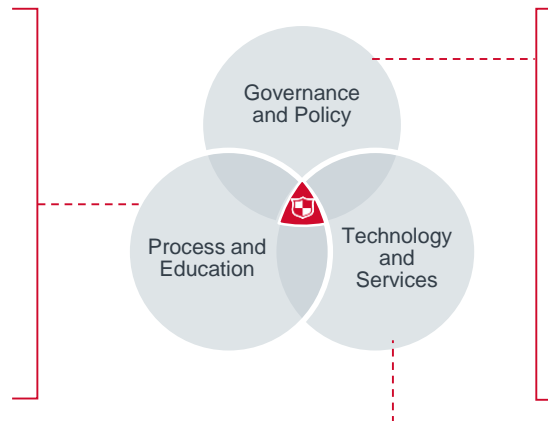 Governance
and Policy
Process and
Education
Technology
and
Services